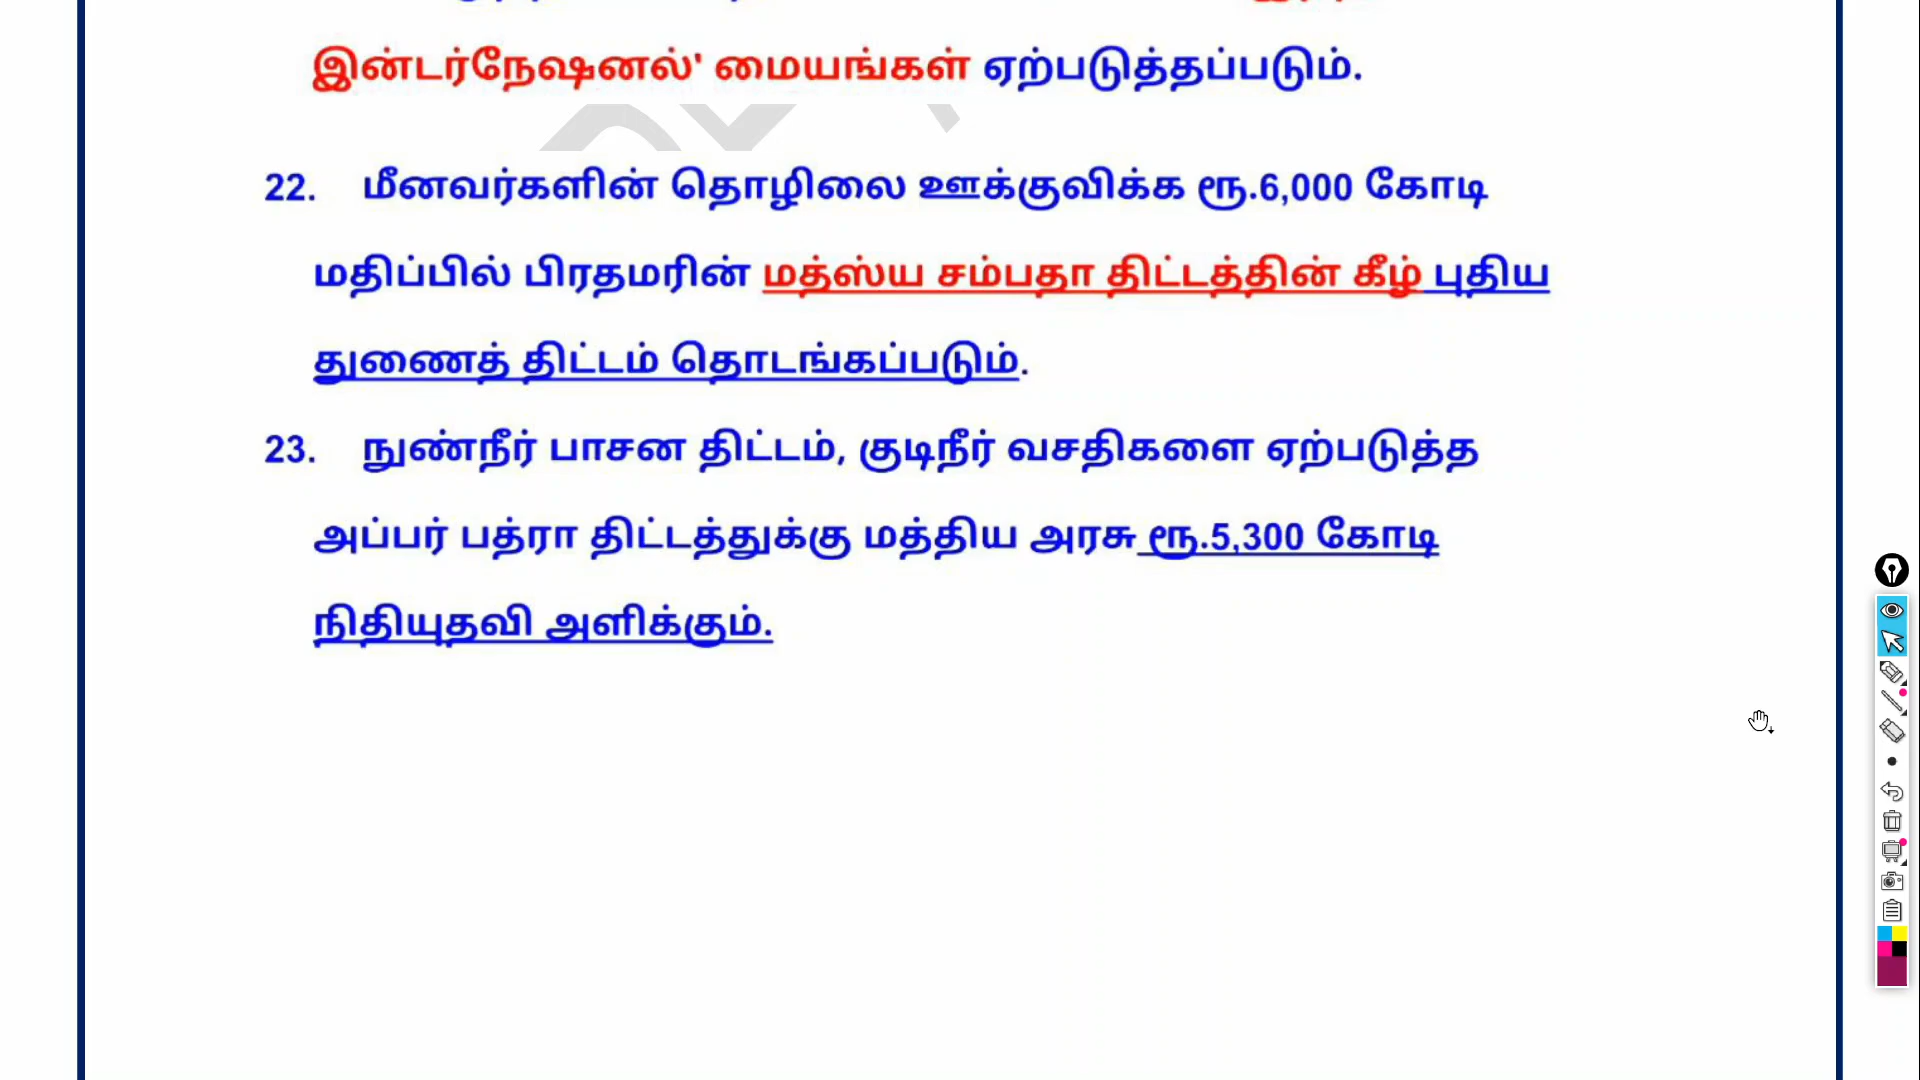 இன்டர்நேஷனல்' மையங்கள் ஏற்படுத்தப்படும்.
22. மீனவர்களின் தொழிலை ஊக்குவிக்க ரூ.6,000 கோடி
மதிப்பில் பிரதமரின் மத்ஸ்ய சம்பதா திட்டத்தின் கீழ் புதிய
துணைத் திட்டம் தொடங்கப்படும்.
23. நுண்நீர் பாசன திட்டம், குடிநீர் வசதிகளை ஏற்படுத்த
அப்பர் பத்ரா திட்டத்துக்கு மத்திய அரசு ரூ.5,300 கோடி
நிதியுதவி அளிக்கும்.